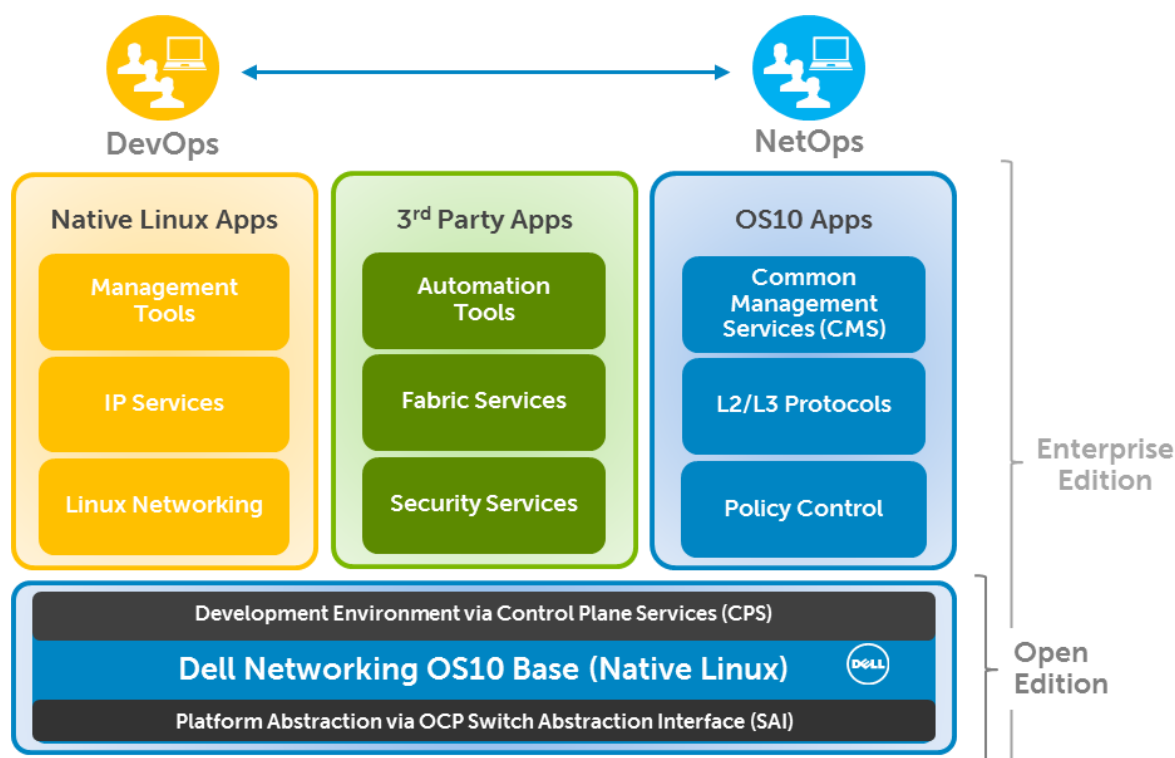 DevOps
NetOps
Native Linux Apps
Management
Tools
IP Services
Linux Networking
3rd Party Apps
Automation
Tools
Fabric Services
Security Services
OS10 Apps
Common
Management
Services (CMS)
L2/L3 Protocols
Policy Control
Enterprise
Edition
Development Environment via Control Plane Services (CPS)
Dell Networking OS10 Base (Native Linux)
DELL
Platform Abstraction via OCP Switch Abstraction Interface (SAI)
Open
Edition